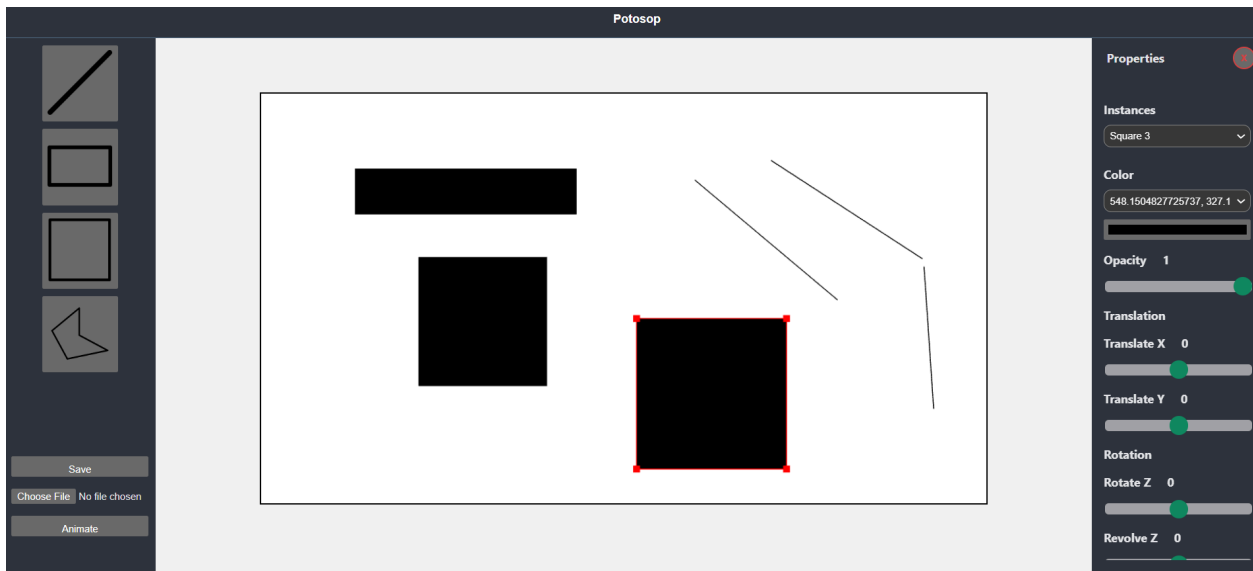 Potosop
Save
Choose File No file chosen
Animate
Properties
Instances
Square 3
Color
548.1504827725737, 327.1
Opacity 1
Translation
Translate X 0
Translate Y 0
Rotation
Rotate Z 0
Revolve Z 0